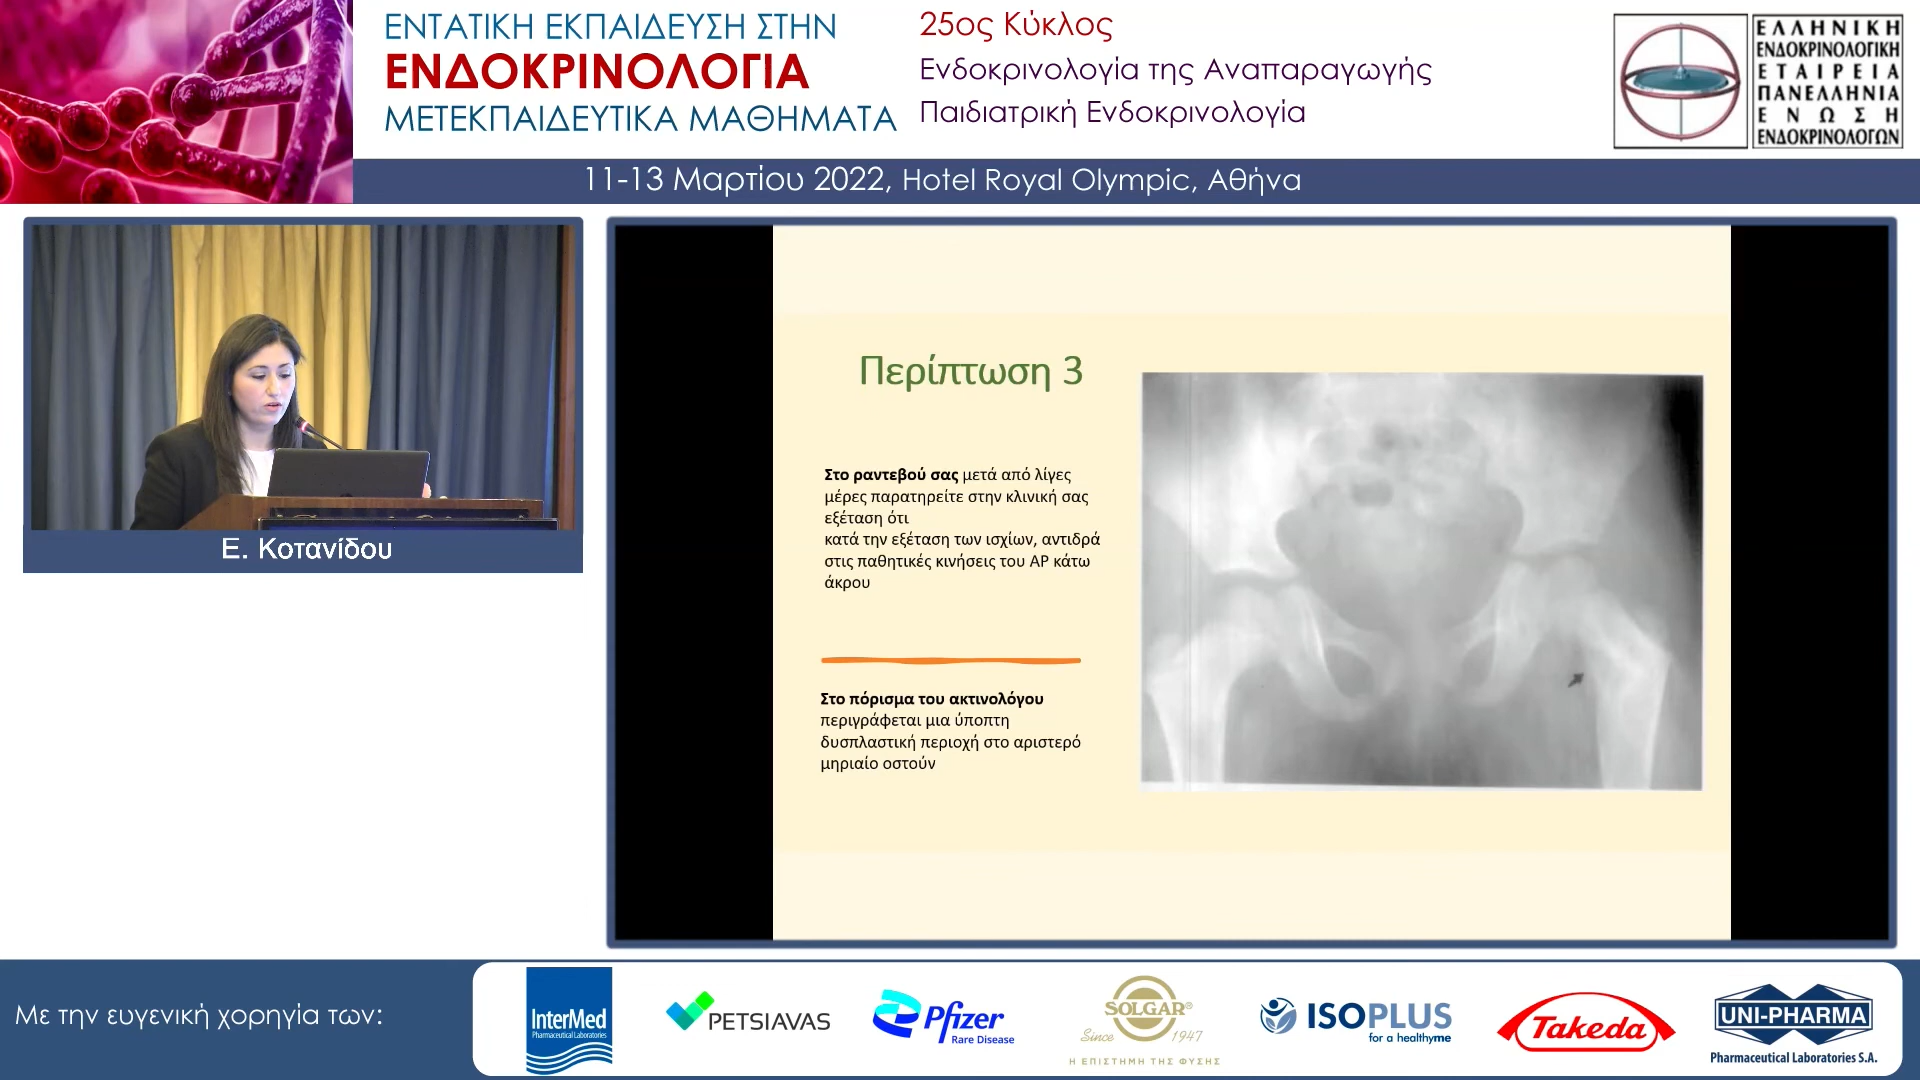 ΕΝΤΑΤΙΚΗ ΕΚΠΑΙΔΕΥΣΗ ΣΤΗΝ
ΕΝΔΟΚΡΙΝΟΛΟΓΙΑ
ΜΕΤΕΚΠΑΙΔΕΥΤΙΚΑ ΜΑΘΗΜΑΤΑ
25ος Κύκλος
Ενδοκρινολογία της Αναπαραγωγής
Παιδιατρική Ενδοκρινολογία
ΕΛΛΗΝΙΚΗ
ΕΝΔΟΚΡΙΝΟΛΟΓΙΚΗ
ΕΤΑΙΡΕΙΑ
ΠΑΝΕΛΛΗΝΙΑ
ΕΝΩΣΗ
ΕΝΔΟΚΡΙΝΟΛΟΓΩΝ
11-13 Μαρτίου 2022, Hotel Royal Olympic, Αθήνα
Ε. Κοτανίδου
Περίπτωση 3
Στο ραντεβού σας μετά από λίγες
μέρες παρατηρείτε στην κλινική σας
εξέταση ότι
κατά την εξέταση των ισχίων, αντιδρά
στις παθητικές κινήσεις του ΑΡ κάτω
άκρου
Στο πόρισμα του ακτινολόγου
περιγράφεται μια ύποπτη
δυσπλαστική περιοχή στο αριστερό
μηριαίο οστούν
Με την ευγενική χορηγία των:
InterMed
Pharmaceutical Laboratories
PETSIAVAS
Pfizer
Rare Disease
SOLGAR®
Since 1947
Η ΕΠΙΣΤΗΜΗ ΤΗΣ ΦΥΣΗΣ
ISOPLUS
for a healthyme
Takeda
UNI-PHARMA
Pharmaceutical Laboratories S.A.